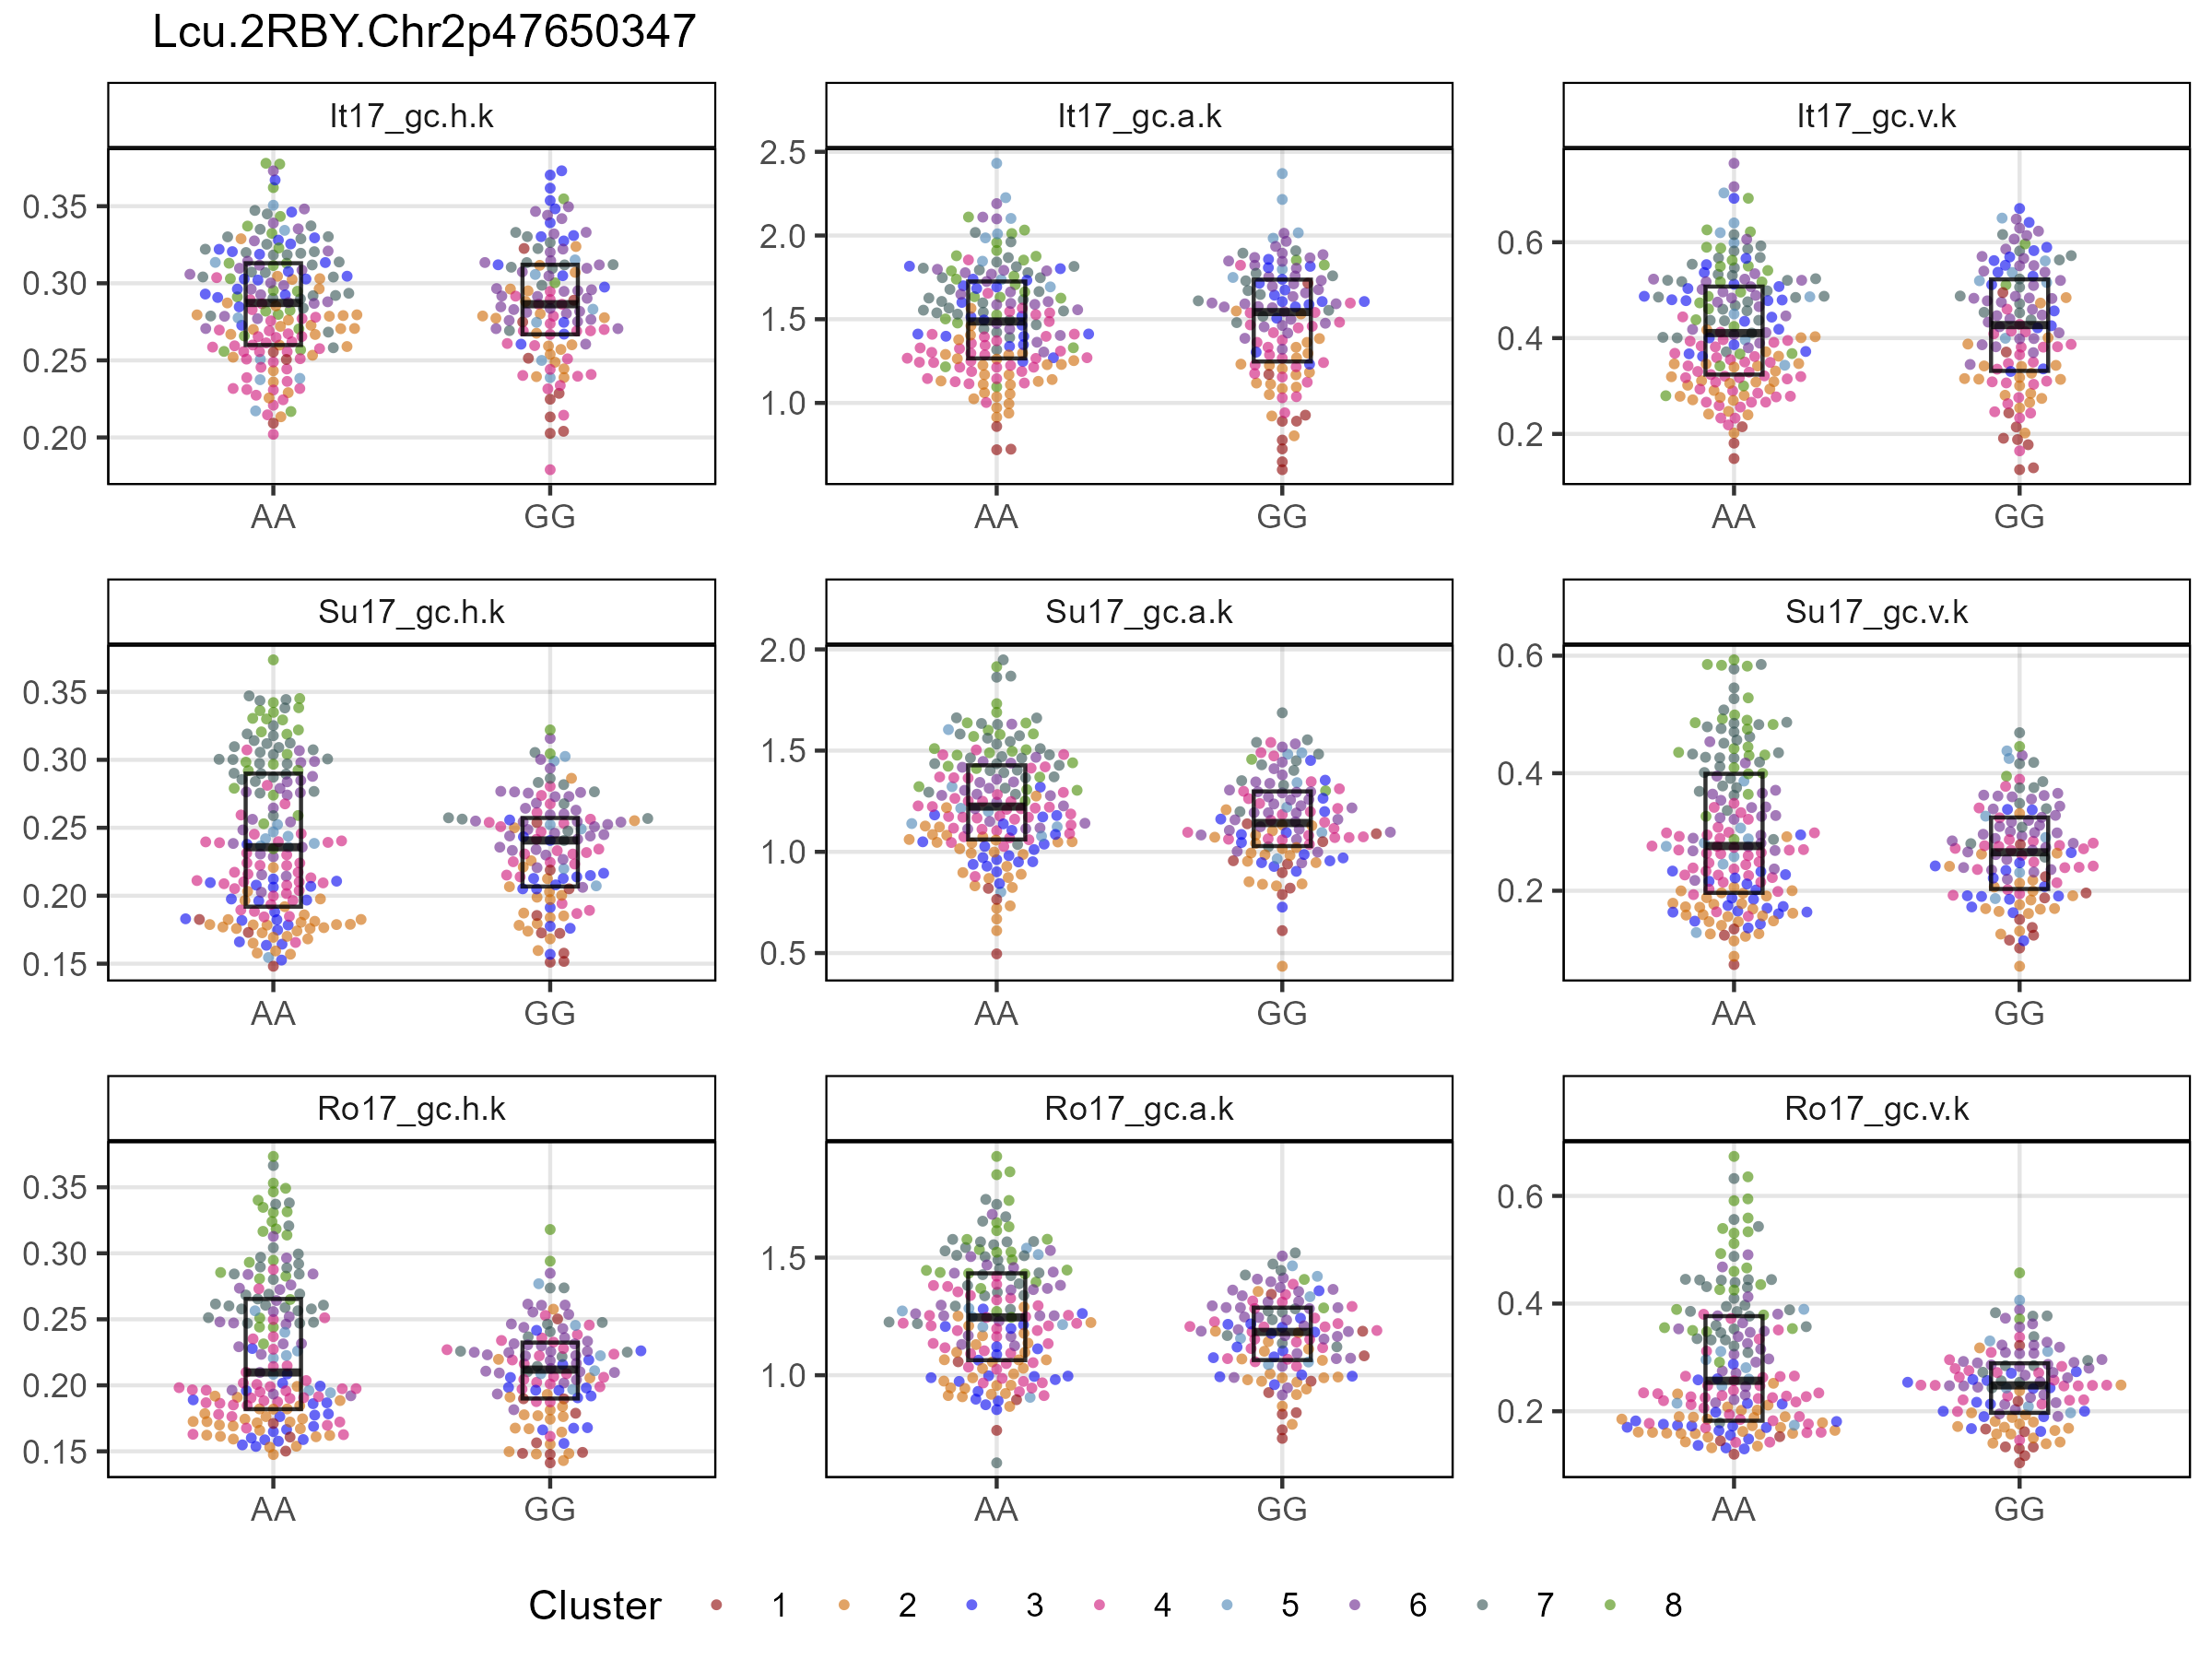 Lcu.2RBY.Chr2p47650347
It17_gc.h.k
It17_gc.a.k
It17_gc.v.k
0.35
0.30
0.25
0.20
AA
GG
2.5
2.0
1.5
1.0
AA
GG
0.6
0.4
0.2
AA
GG
Su17_gc.h.k
Su17_gc.a.k
Su17_gc.v.k
0.35
0.30
0.25
0.20
0.15
AA
GG
2.0
1.5
1.0
0.5
AA
GG
0.6
0.4
0.2
AA
GG
Ro17_gc.h.k
Ro17_gc.a.k
Ro17_gc.v.k
0.35
0.30
0.25
0.20
0.15
AA
GG
1.5
1.0
AA
GG
0.6
0.4
0.2
AA
GG
Cluster 1 2 3 4 5 6 7 8